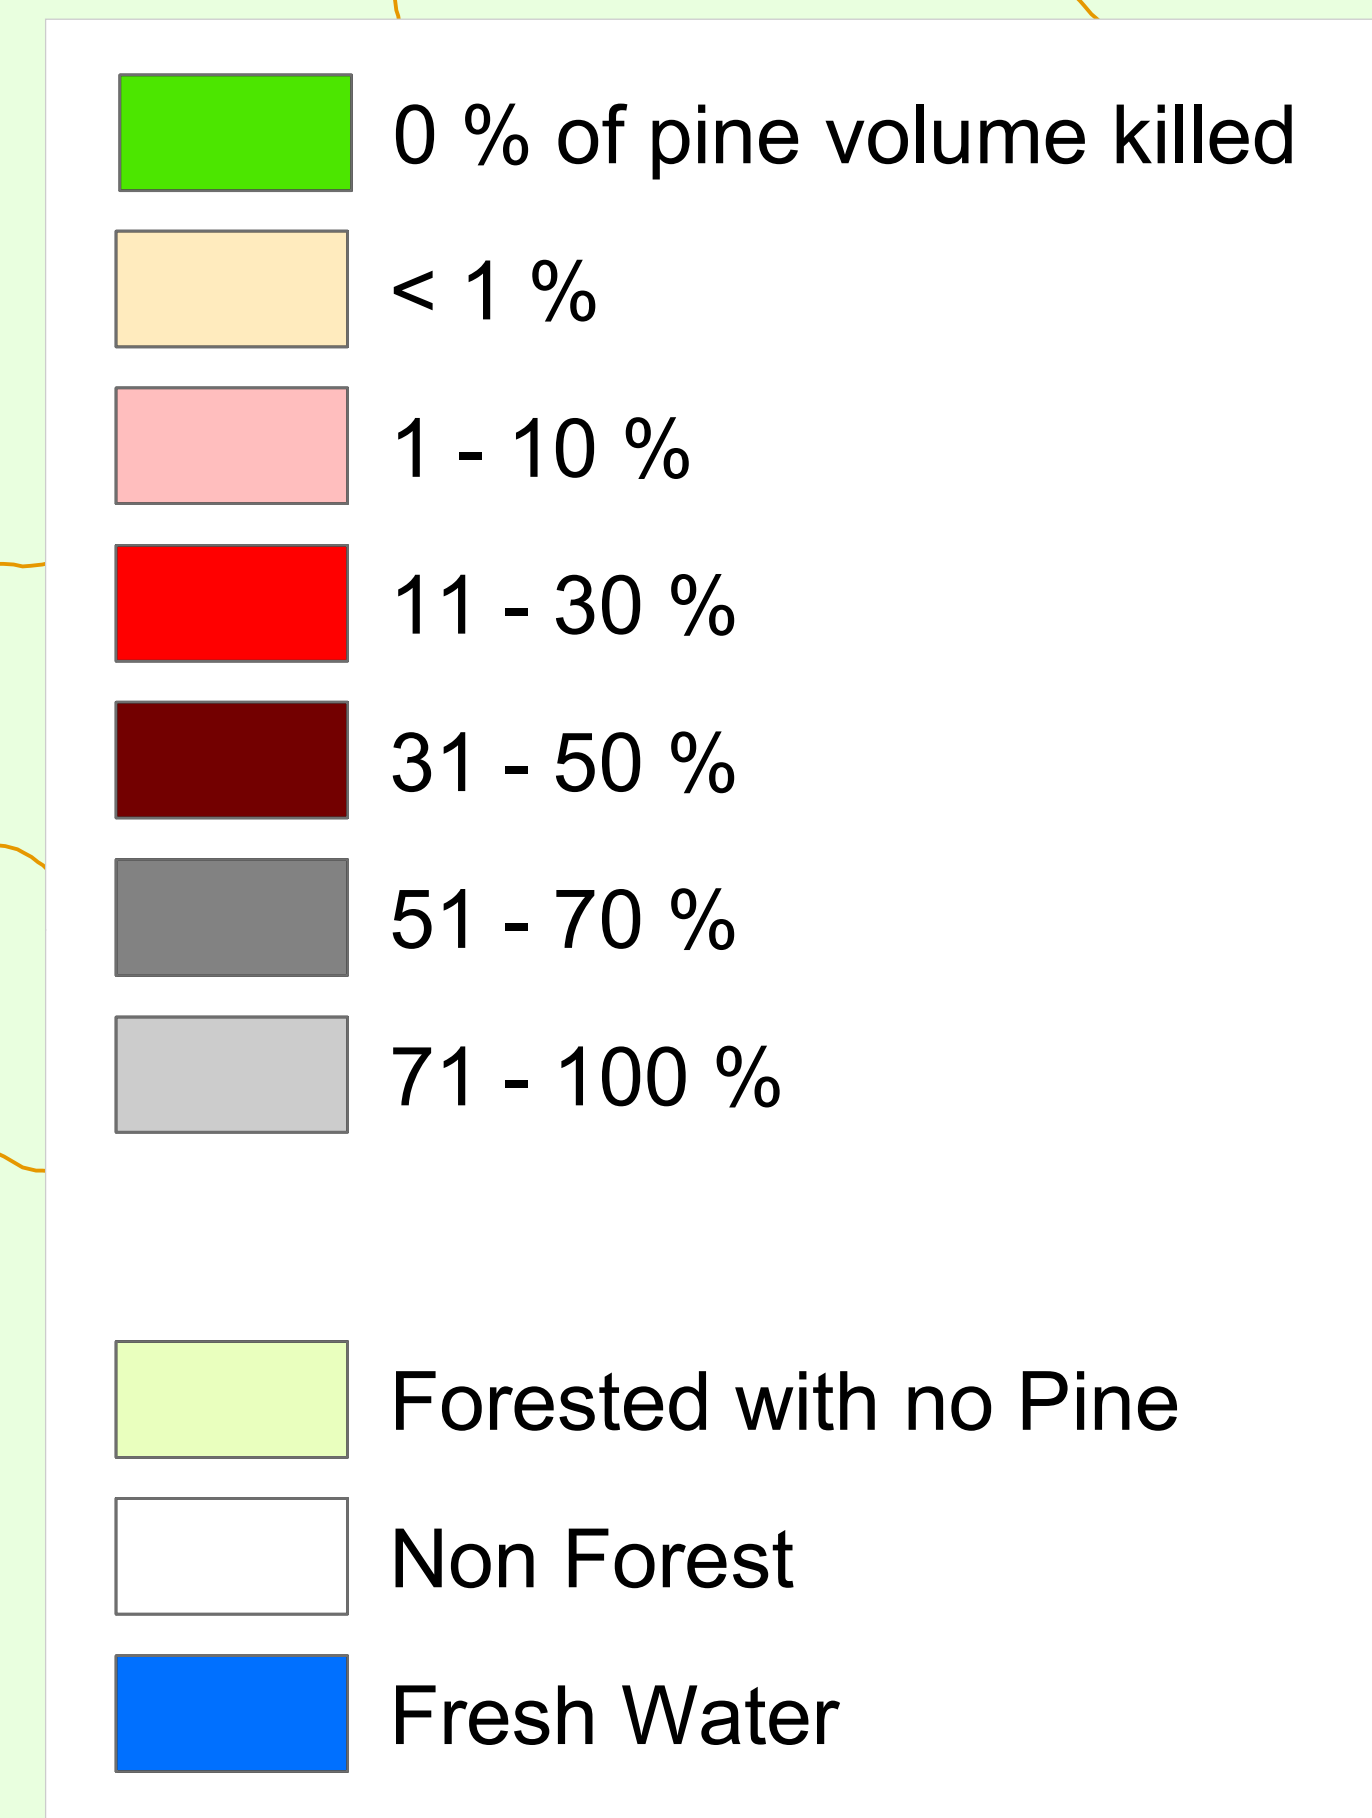 0 % of pine volume killed
< 1 %
1 - 10 %
11 - 30 %
31 - 50 %
51 - 70 %
71 - 100 %
Forested with no Pine
Non Forest
Fresh Water